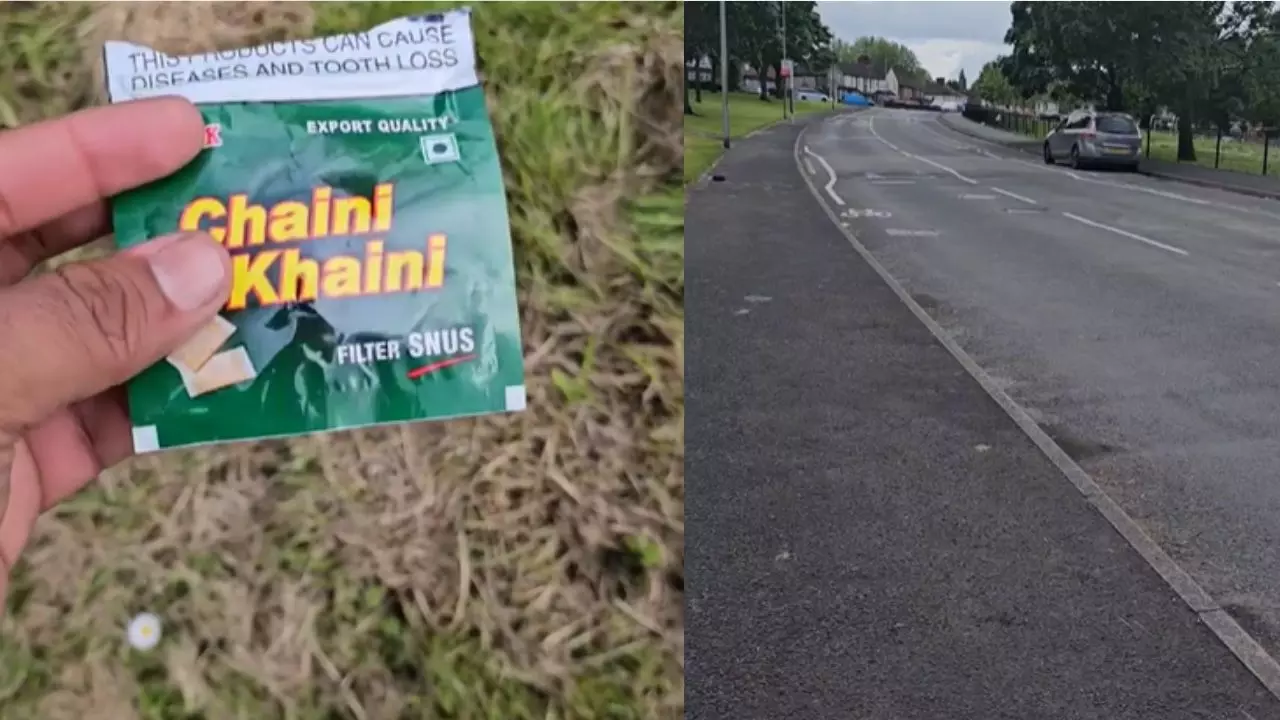 THIS PRODUCTS CAN CAUSE
DISEASES AND TOOTH LOSS
EXPORT QUALITY
Chaini
Khaini
FILTER SNUS